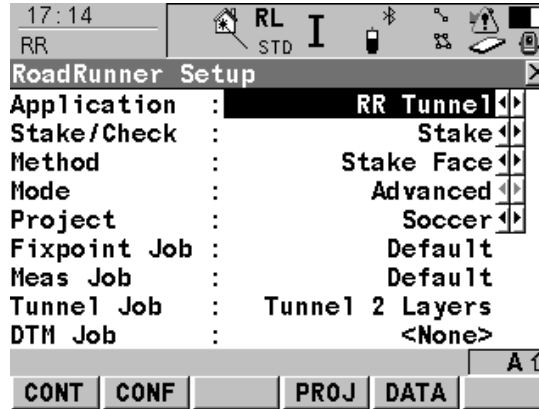 17:14
RR
RL
STD
I
RoadRunner Setup
Application : RR Tunnel
Stake/Check : Stake
Method : Stake Face
Mode : Advanced
Project : Soccer
Fixpoint Job : Default
Meas Job : Default
Tunnel Job : Tunnel 2 Layers
DTM Job : <None>
A
CONT CONF PROJ DATA